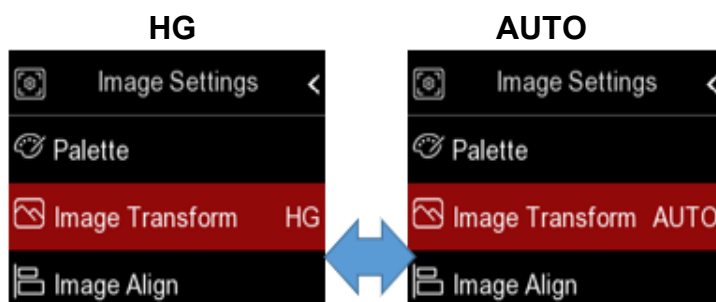 HG
Image Settings <
Palette
Image Transform HG
Image Align
AUTO
Image Settings <
Palette
Image Transform AUTO
Image Align